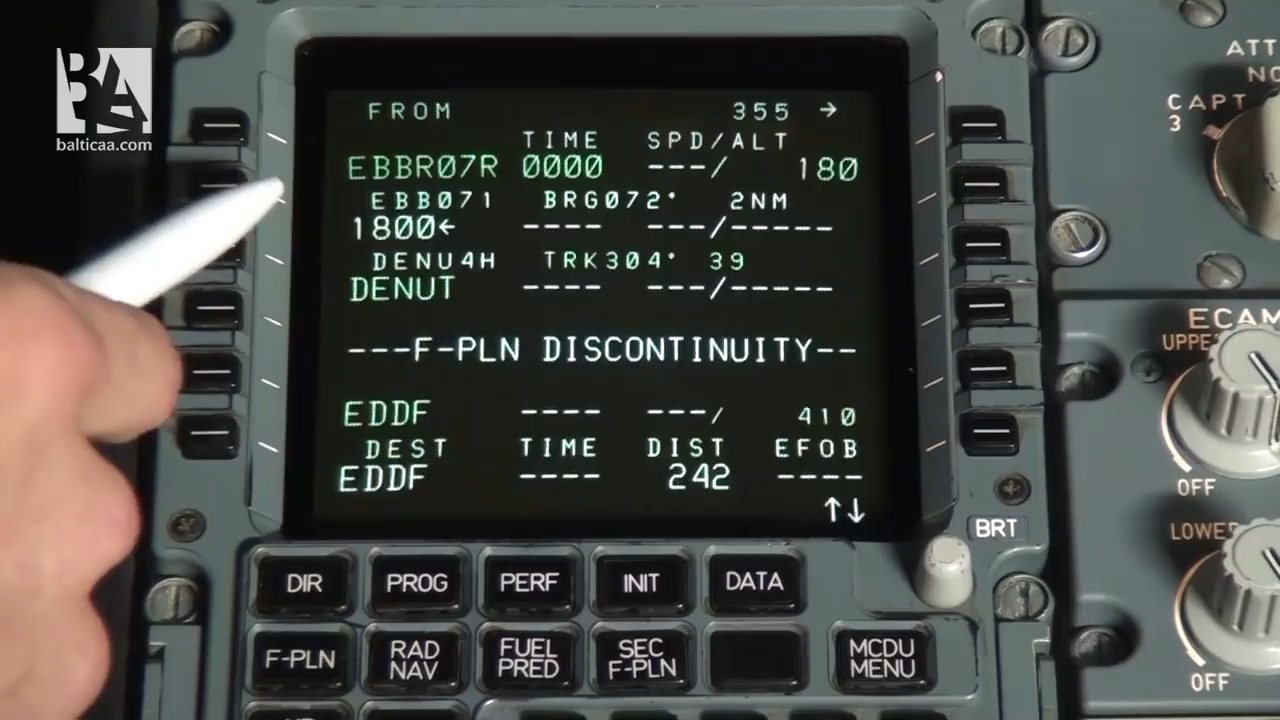 BA
balticaa.com
FROM 355 →
TIME SPD/ALT
EBBR07R 0000 ---/ 180
EBB071 BRG072° 2NM
1800← ---- ---/-----
DENU4H TRK304° 39
DENUT ---- ---/-----
---F-PLN DISCONTINUITY--
EDDF ---- ---/ 410
DEST TIME DIST EFOB
EDDF ---- 242 ----
↑↓
BRT
DIR PROG PERF INIT DATA
F-PLN RAD NAV FUEL PRED SEC F-PLN MCDU MENU
ATT
CAPT
3
ECAM
OFF
OFF